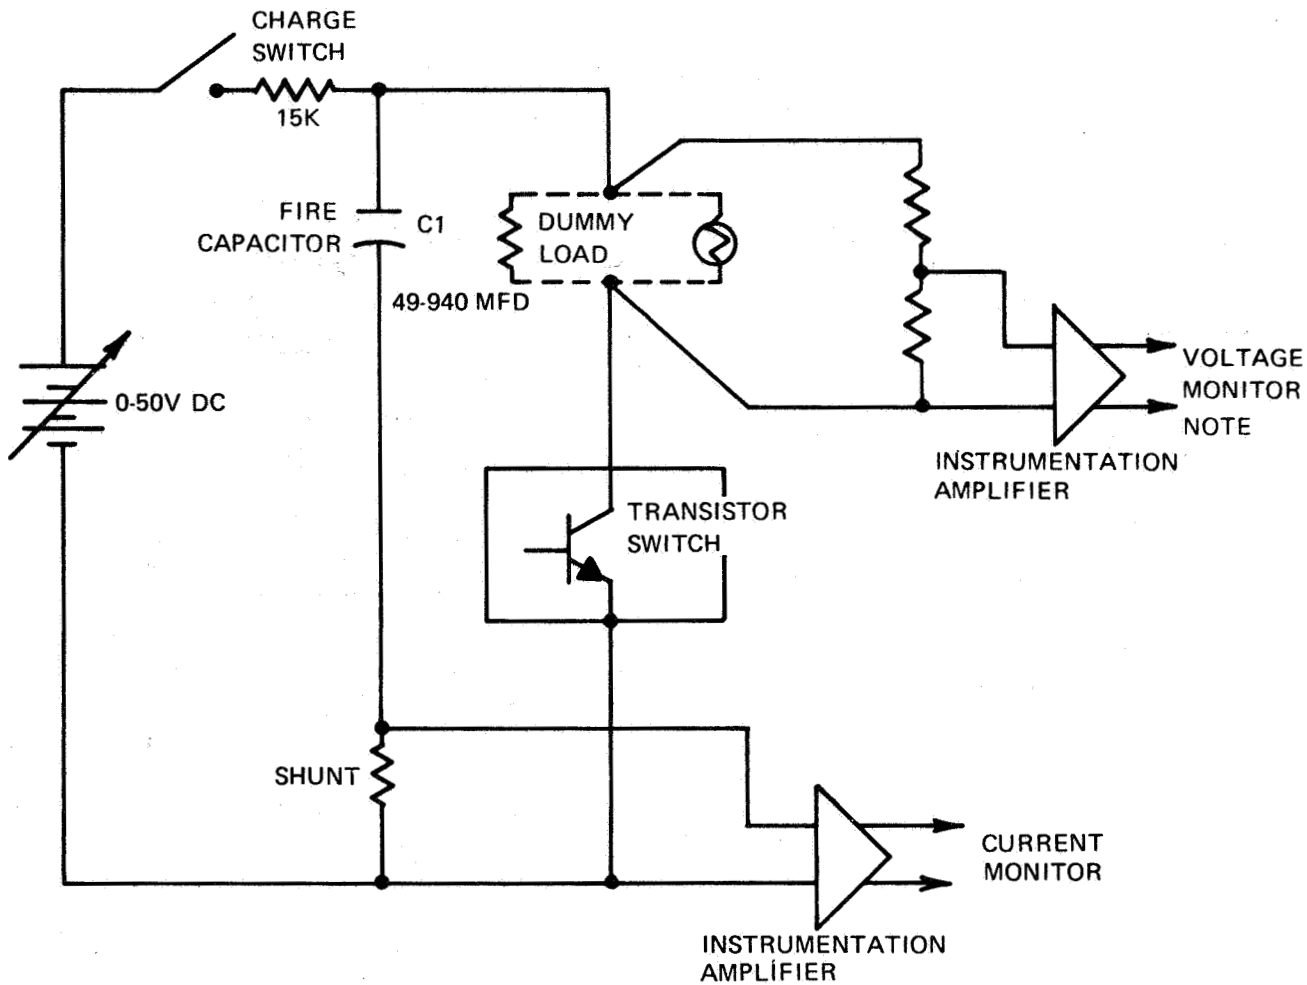 CHARGE
SWITCH
15K
FIRE
CAPACITOR
C1
49-940 MFD
DUMMY
LOAD
0-50V DC
VOLTAGE
MONITOR
NOTE
INSTRUMENTATION
AMPLIFIER
TRANSISTOR
SWITCH
SHUNT
CURRENT
MONITOR
INSTRUMENTATION
AMPLIFIER